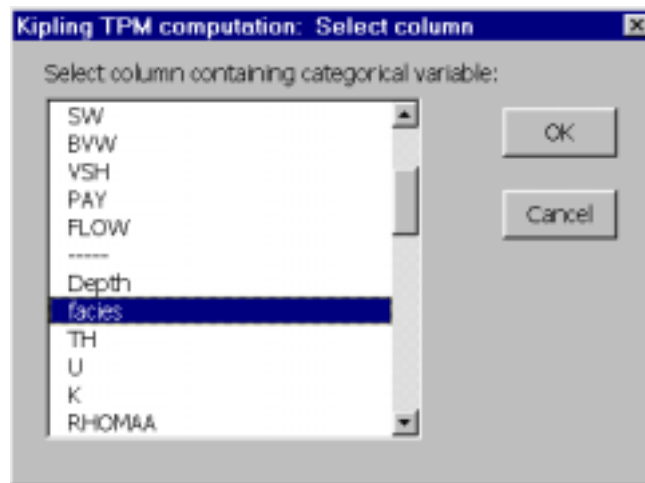 Kipling TPM computation: Select column
Select column containing categorical variable:
SW
BVW
VSH
PAY
FLOW
-----
Depth
facies
TH
U
K
RHOMAA
OK
Cancel